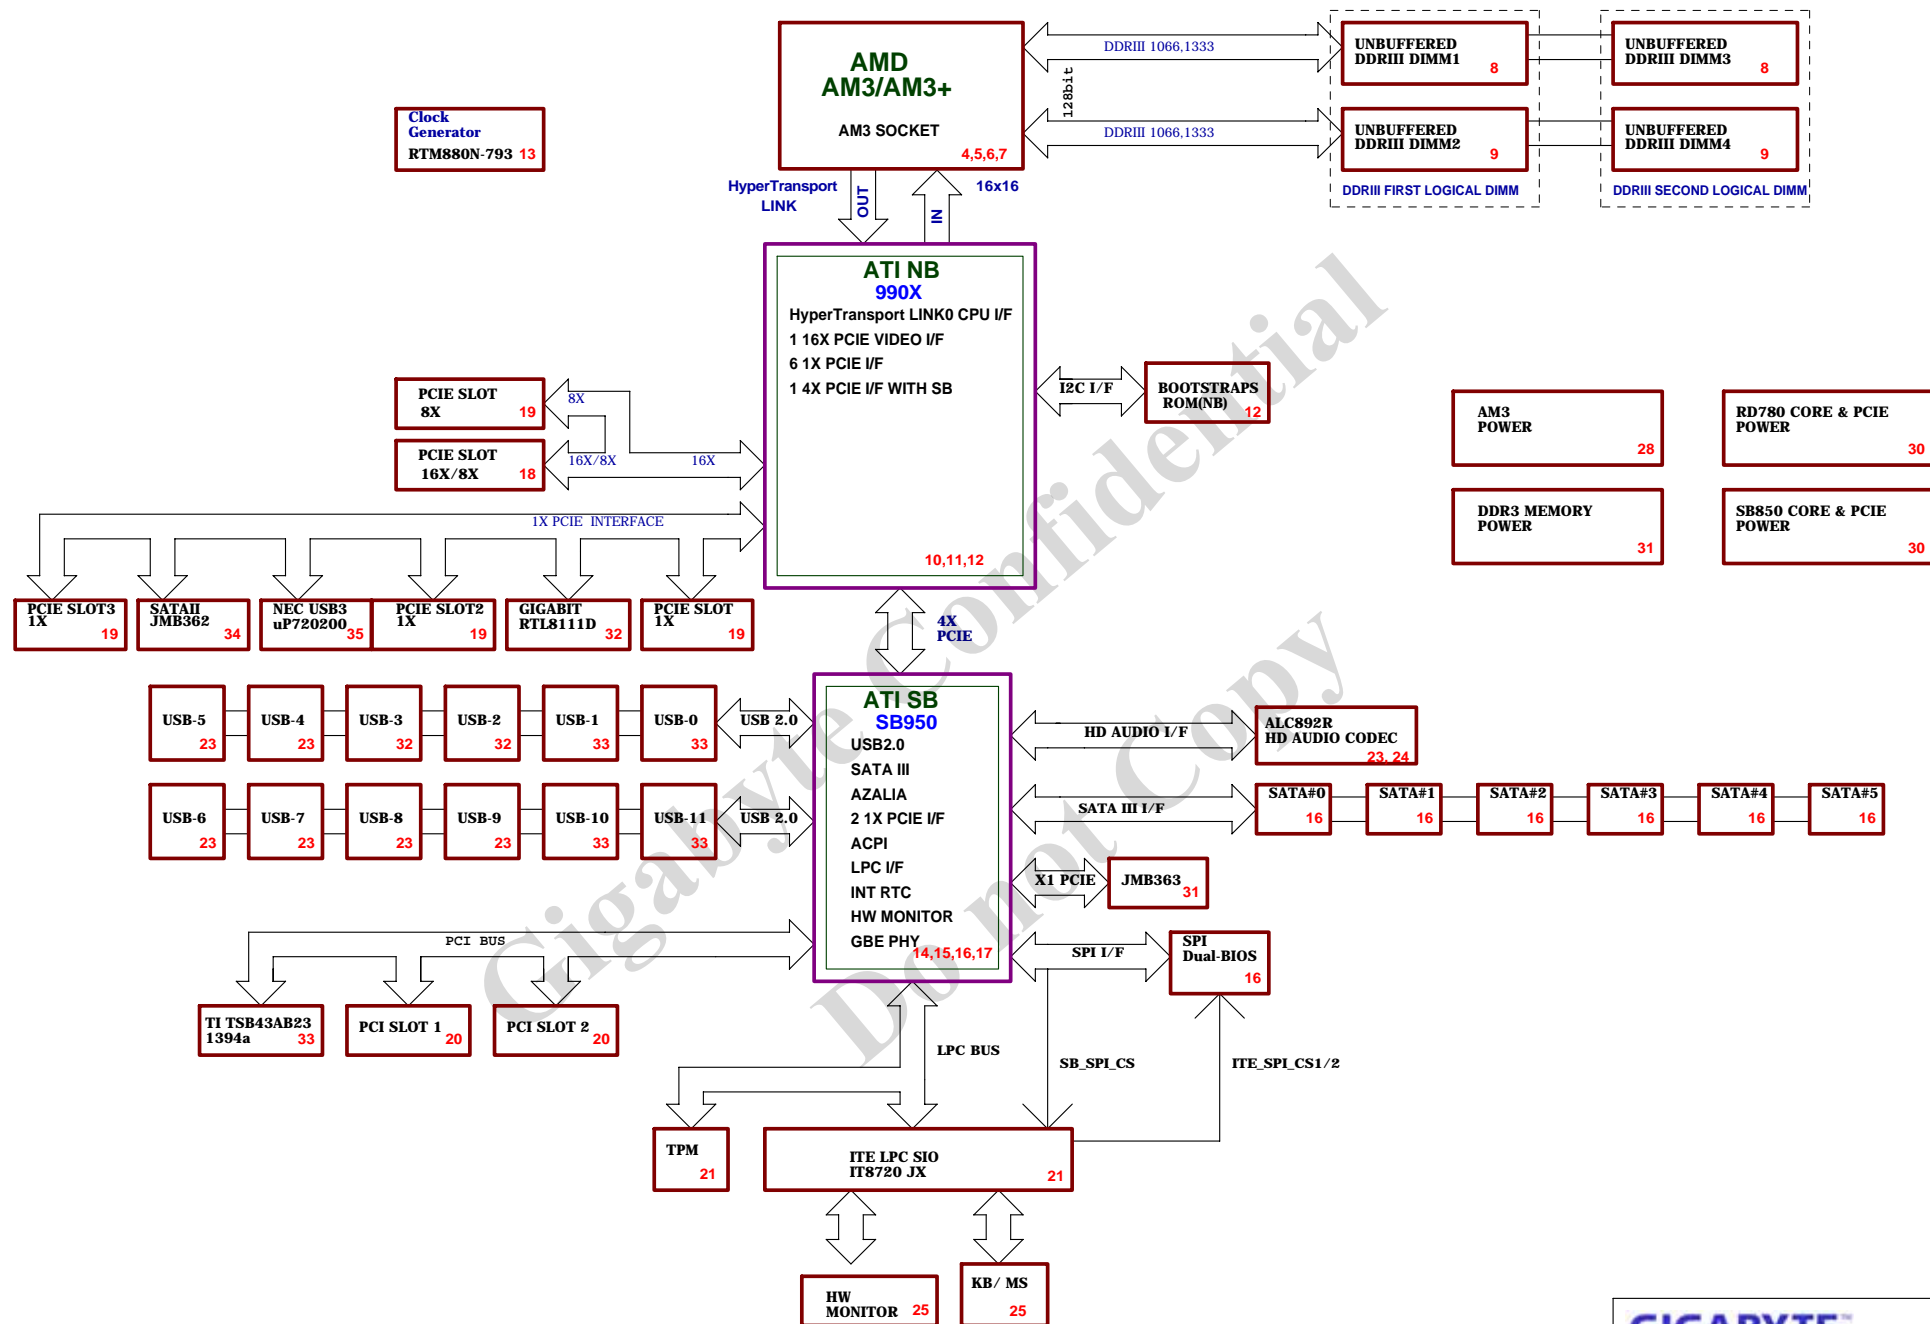 AMD
AM3/AM3+
AM3 SOCKET
4,5,6,7
DDRIII 1066,1333
128bit
DDRIII 1066,1333
UNBUFFERED
DDRIII DIMM1
8
UNBUFFERED
DDRIII DIMM3
8
UNBUFFERED
DDRIII DIMM2
9
UNBUFFERED
DDRIII DIMM4
9
DDRIII FIRST LOGICAL DIMM
DDRIII SECOND LOGICAL DIMM
Clock
Generator
RTM880N-793 13
HyperTransport
LINK
OUT
IN
16x16
ATI NB
990X
HyperTransport LINK0 CPU I/F
1 16X PCIE VIDEO I/F
6 1X PCIE I/F
1 4X PCIE I/F WITH SB
10,11,12
I2C I/F
BOOTSTRAPS
ROM(NB)
12
PCIE SLOT
8X
19
8X
PCIE SLOT
16X/8X
18
16X/8X
16X
1X PCIE INTERFACE
AM3
POWER
28
RD780 CORE & PCIE
POWER
30
DDR3 MEMORY
POWER
31
SB850 CORE & PCIE
POWER
30
PCIE SLOT3
1X
19
SATAII
JMB362
34
NEC USB3
uP720200
35
PCIE SLOT2
1X
19
GIGABIT
RTL8111D
32
PCIE SLOT
1X
19
4X
PCIE
ATI SB
SB950
USB2.0
SATA III
AZALIA
2 1X PCIE I/F
ACPI
LPC I/F
INT RTC
HW MONITOR
GBE PHY
14,15,16,17
USB-5
23
USB-4
23
USB-3
32
USB-2
32
USB-1
33
USB-0
33
USB 2.0
USB-6
23
USB-7
23
USB-8
23
USB-9
23
USB-10
33
USB-11
33
USB 2.0
HD AUDIO I/F
ALC892R
HD AUDIO CODEC
23, 24
SATA III I/F
SATA#0
16
SATA#1
16
SATA#2
16
SATA#3
16
SATA#4
16
SATA#5
16
X1 PCIE
JMB363
31
SPI I/F
SPI
Dual-BIOS
16
PCI BUS
TI TSB43AB23
1394a
33
PCI SLOT 1
20
PCI SLOT 2
20
LPC BUS
SB_SPI_CS
ITE_SPI_CS1/2
TPM
21
ITE LPC SIO
IT8720 JX
21
HW
MONITOR 25
KB/ MS
25
Gigabyte Confidential
Do not Copy
GIGABYTE